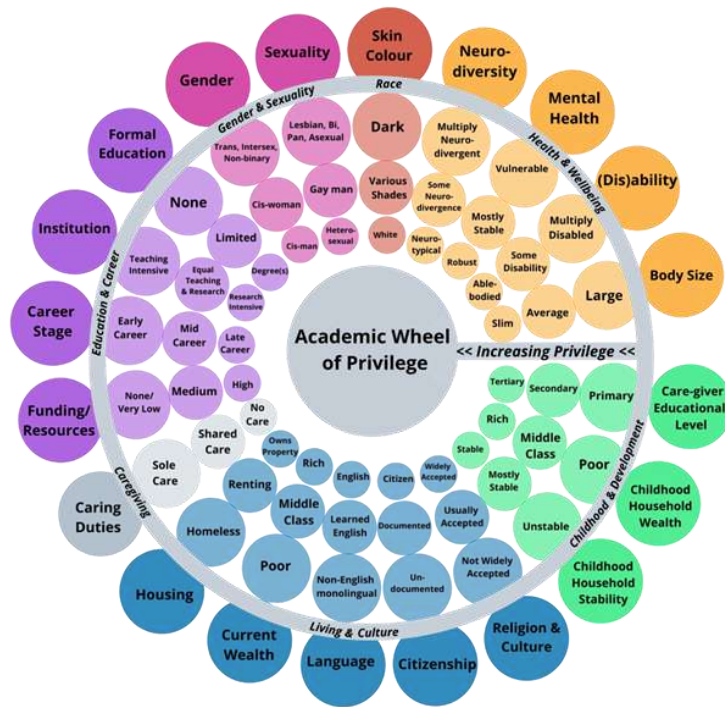 Academic Wheel
of Privilege
<< Increasing Privilege <<
Race
Skin
Colour
Dark
Various
Shades
White
Health & Wellbeing
Neuro-
diversity
Multiply
Neuro-
divergent
Some
Neuro-
divergence
Neuro-
typical
Mental
Health
Vulnerable
Mostly
Stable
Robust
(Dis)ability
Multiply
Disabled
Some
Disability
Able-
bodied
Body Size
Large
Average
Slim
Childhood & Development
Care-giver
Educational
Level
Primary
Secondary
Tertiary
Childhood
Household
Wealth
Poor
Middle
Class
Rich
Childhood
Household
Stability
Unstable
Mostly
Stable
Stable
Living & Culture
Religion &
Culture
Not Widely
Accepted
Usually
Accepted
Widely
Accepted
Citizenship
Un-
documented
Documented
Citizen
Language
Non-English
monolingual
Learned
English
English
Current
Wealth
Poor
Middle
Class
Rich
Housing
Homeless
Renting
Owns
Property
Caregiving
Caring
Duties
Sole
Care
Shared
Care
No
Care
Education & Career
Funding/
Resources
None/
Very Low
Medium
High
Career
Stage
Early
Career
Mid
Career
Late
Career
Institution
Teaching
Intensive
Equal
Teaching
& Research
Research
Intensive
Formal
Education
None
Limited
Degree(s)
Gender & Sexuality
Gender
Trans, Intersex,
Non-binary
Cis-woman
Cis-man
Sexuality
Lesbian, Bi,
Pan, Asexual
Gay man
Hetero-
sexual